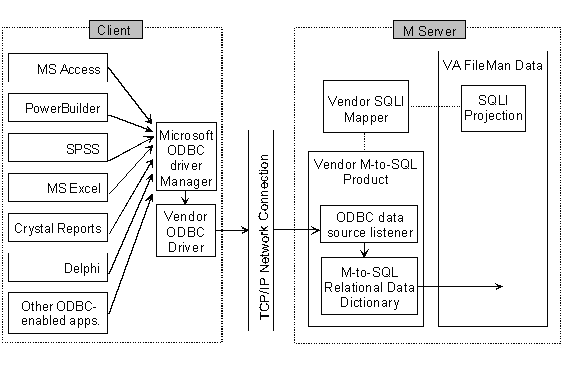 Client
MS Access
PowerBuilder
SPSS
MS Excel
Crystal Reports
Delphi
Other ODBC-
enabled apps.
Microsoft
ODBC
driver
Manager
Vendor
ODBC
Driver
TCP/IP Network Connection
M Server
VA FileMan Data
Vendor SQLI
Mapper
SQLI
Projection
Vendor M-to-SQL
Product
ODBC data
source listener
M-to-SQL
Relational Data
Dictionary